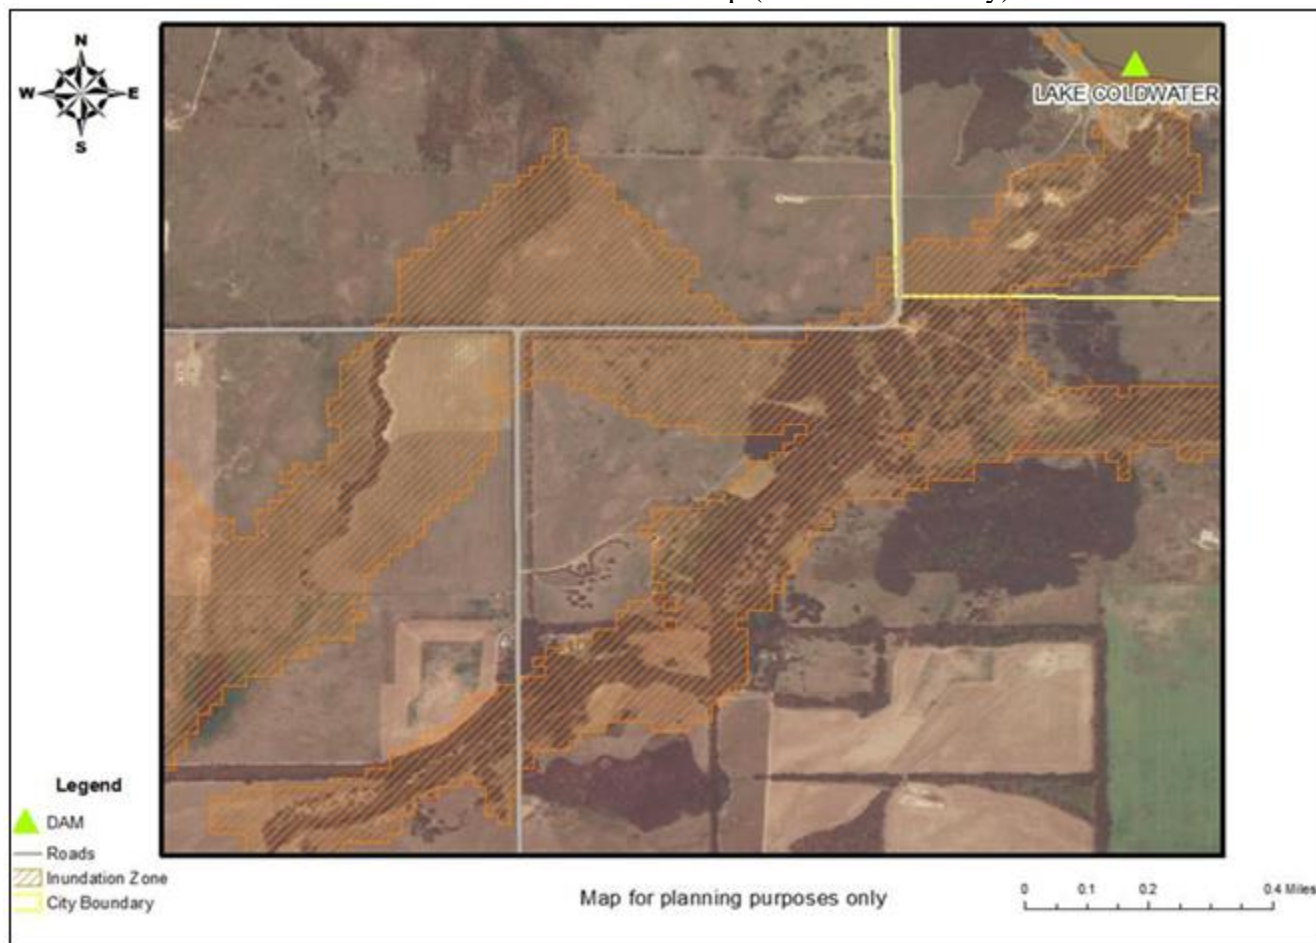 N
W E
S
LAKE COLDWATER
Legend
DAM
Roads
Inundation Zone
City Boundary
Map for planning purposes only
0 0.1 0.2 0.4 Miles